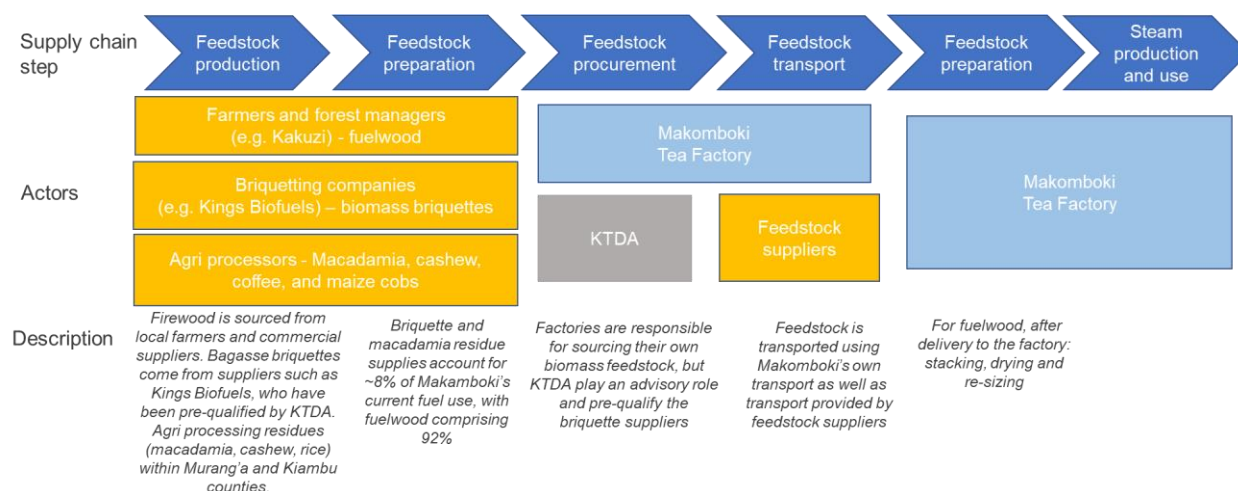 Supply chain
step
Feedstock
production
Feedstock
preparation
Feedstock
procurement
Feedstock
transport
Feedstock
preparation
Steam
production
and use
Actors
Farmers and forest managers
(e.g. Kakuzi) - fuelwood
Briquetting companies
(e.g. Kings Biofuels) – biomass briquettes
Agri processors - Macadamia, cashew,
coffee, and maize cobs
Makomboki
Tea Factory
KTDA
Feedstock
suppliers
Makomboki
Tea Factory
Description
Firewood is sourced from
local farmers and commercial
suppliers. Bagasse briquettes
come from suppliers such as
Kings Biofuels, who have
been pre-qualified by KTDA.
Agri processing residues
(macadamia, cashew, rice)
within Murang'a and Kiambu
counties.
Briquette and
macadamia residue
supplies account for
~8% of Makamboki's
current fuel use, with
fuelwood comprising
92%
Factories are responsible
for sourcing their own
biomass feedstock, but
KTDA play an advisory role
and pre-qualify the
briquette suppliers
Feedstock is
transported using
Makomboki's own
transport as well as
transport provided by
feedstock suppliers
For fuelwood, after
delivery to the factory:
stacking, drying and
re-sizing